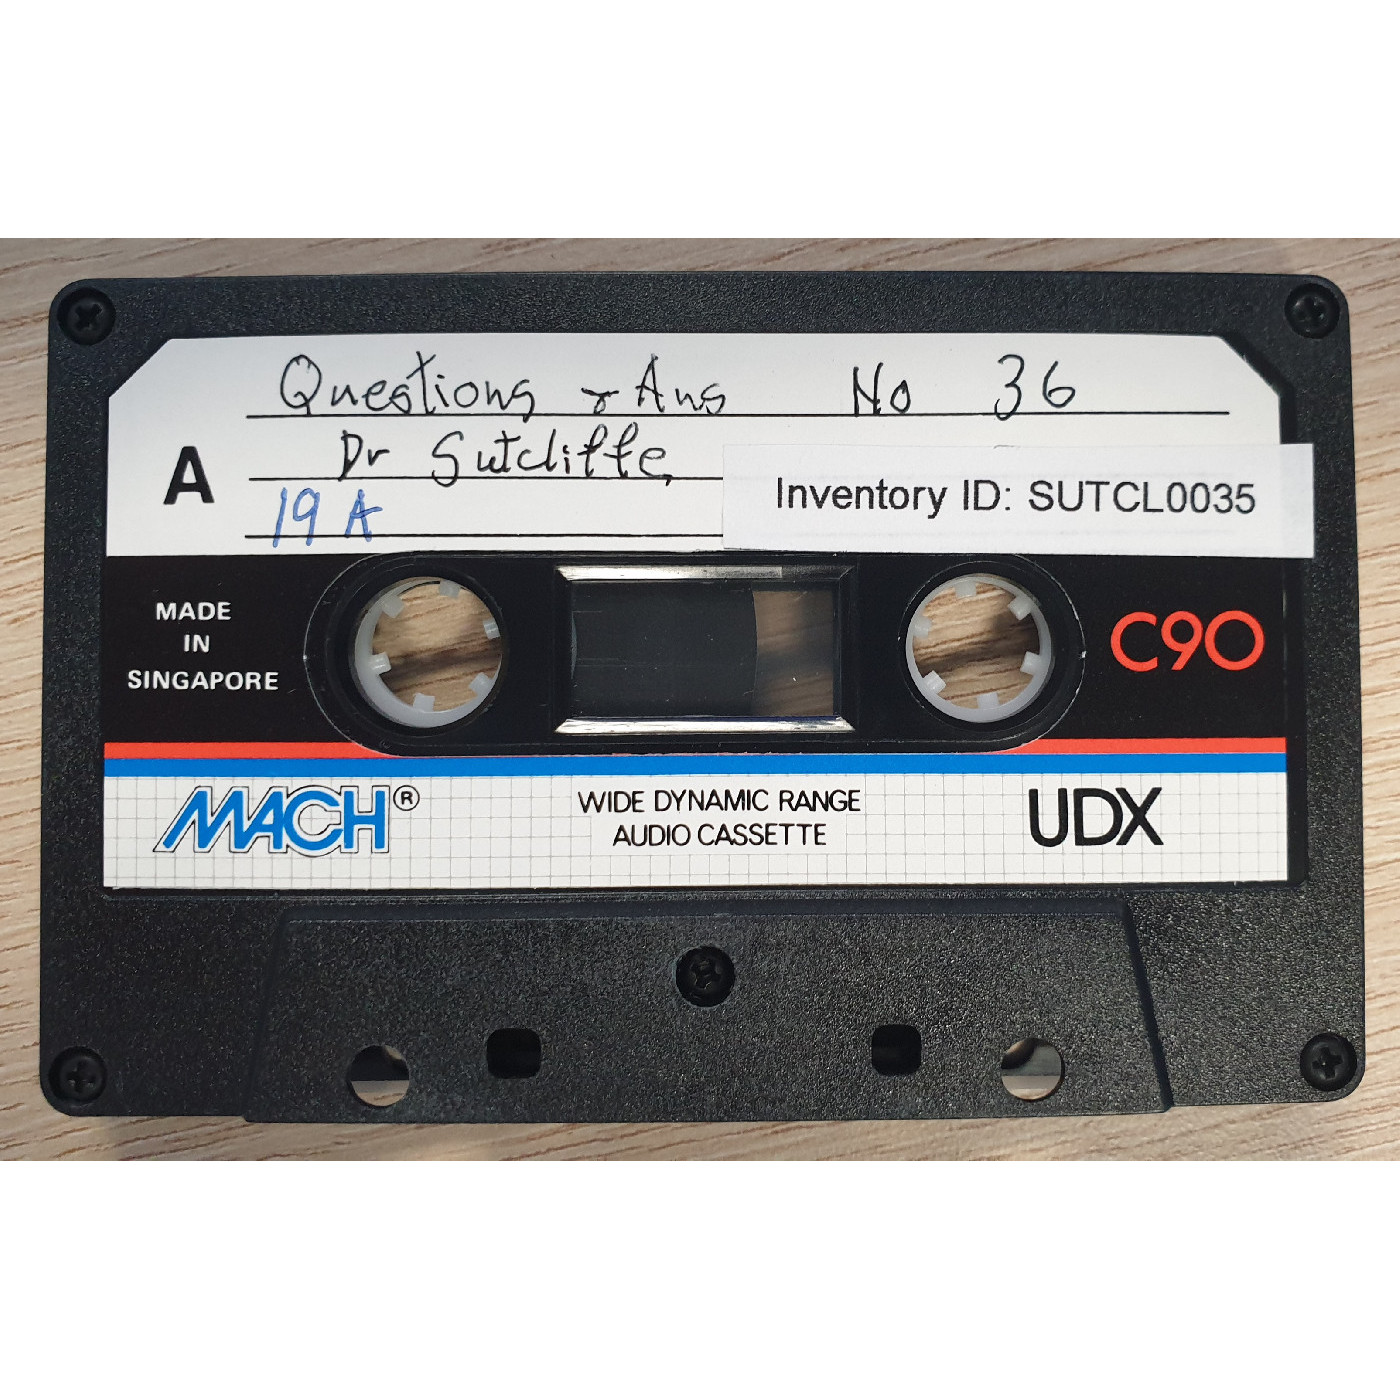 Questions & Ans No 36
A
Dr Sutcliffe
19 A
Inventory ID: SUTCL0035
MADE
IN
SINGAPORE
C90
MACH®
WIDE DYNAMIC RANGE
AUDIO CASSETTE
UDX